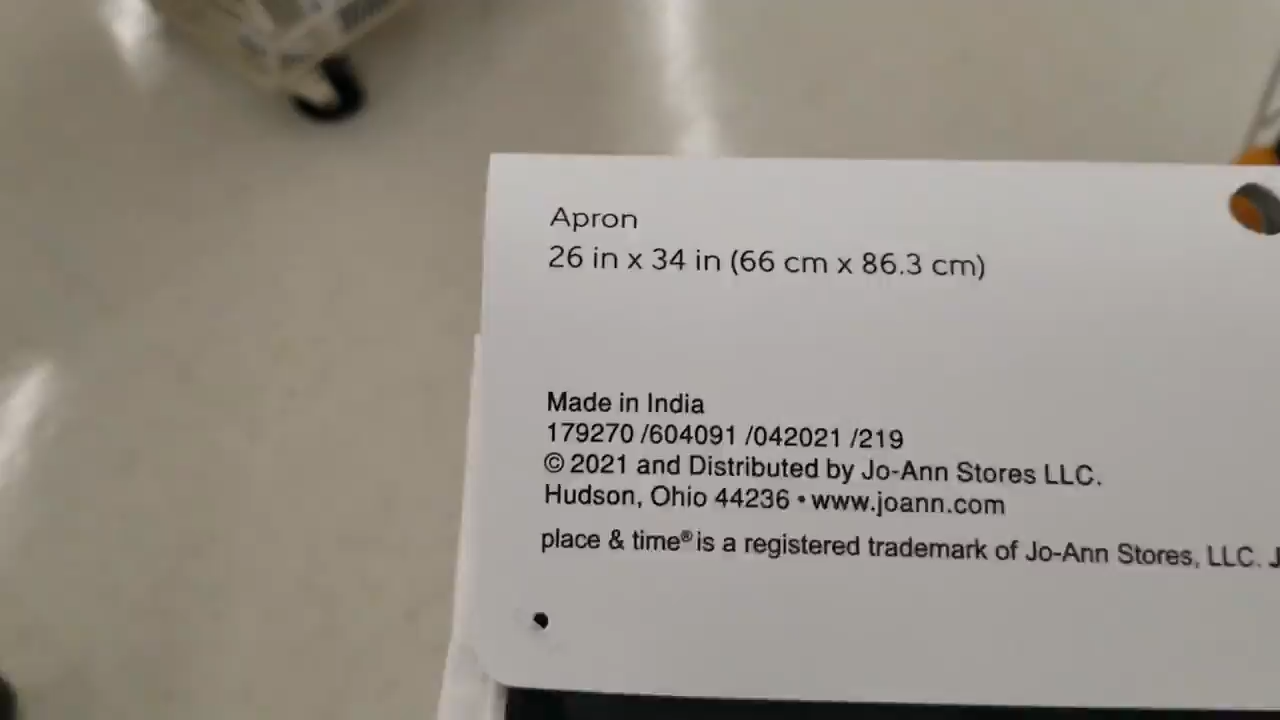 Apron
26 in x 34 in (66 cm x 86.3 cm)
Made in India
179270 /604091 /042021 /219
© 2021 and Distributed by Jo-Ann Stores LLC.
Hudson, Ohio 44236 • www.joann.com
place & time® is a registered trademark of Jo-Ann Stores, LLC.